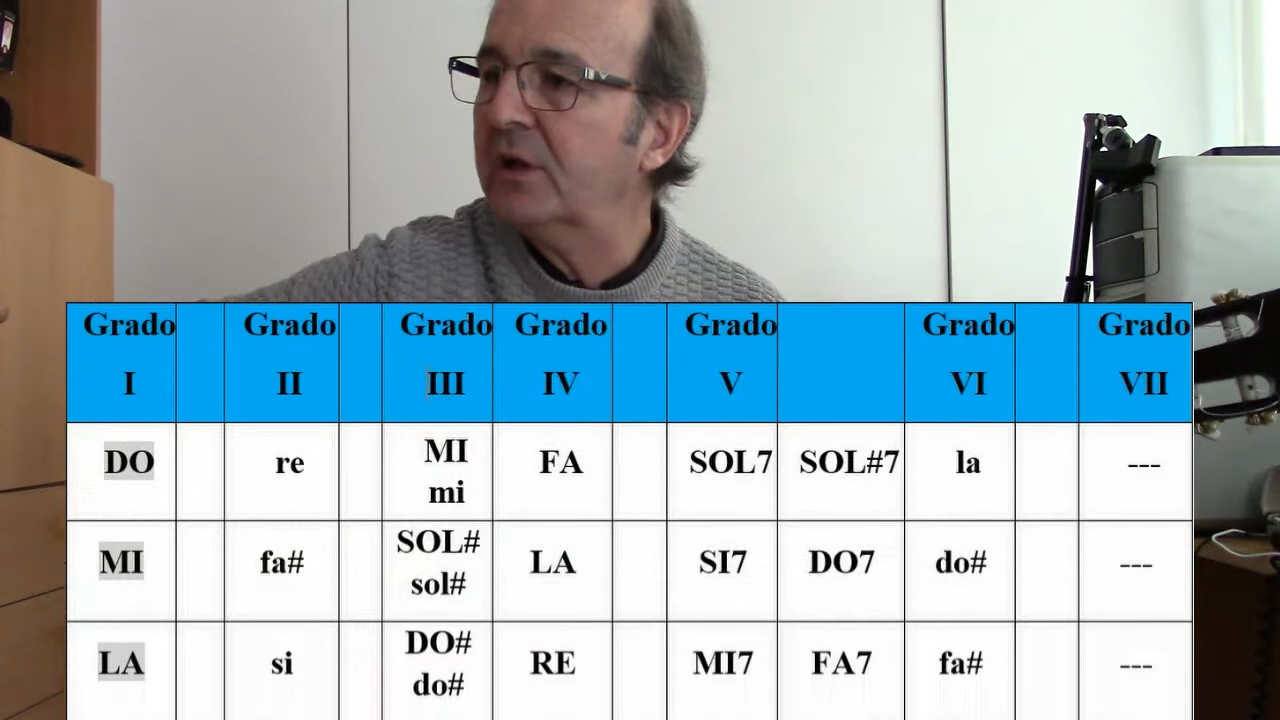 Grado Grado Grado Grado Grado Grado Grado
I II III IV V VI VII
DO re MI mi FA SOL7 SOL#7 la ---
MI fa# SOL# sol# LA SI7 DO7 do# ---
LA si DO# do# RE MI7 FA7 fa# ---